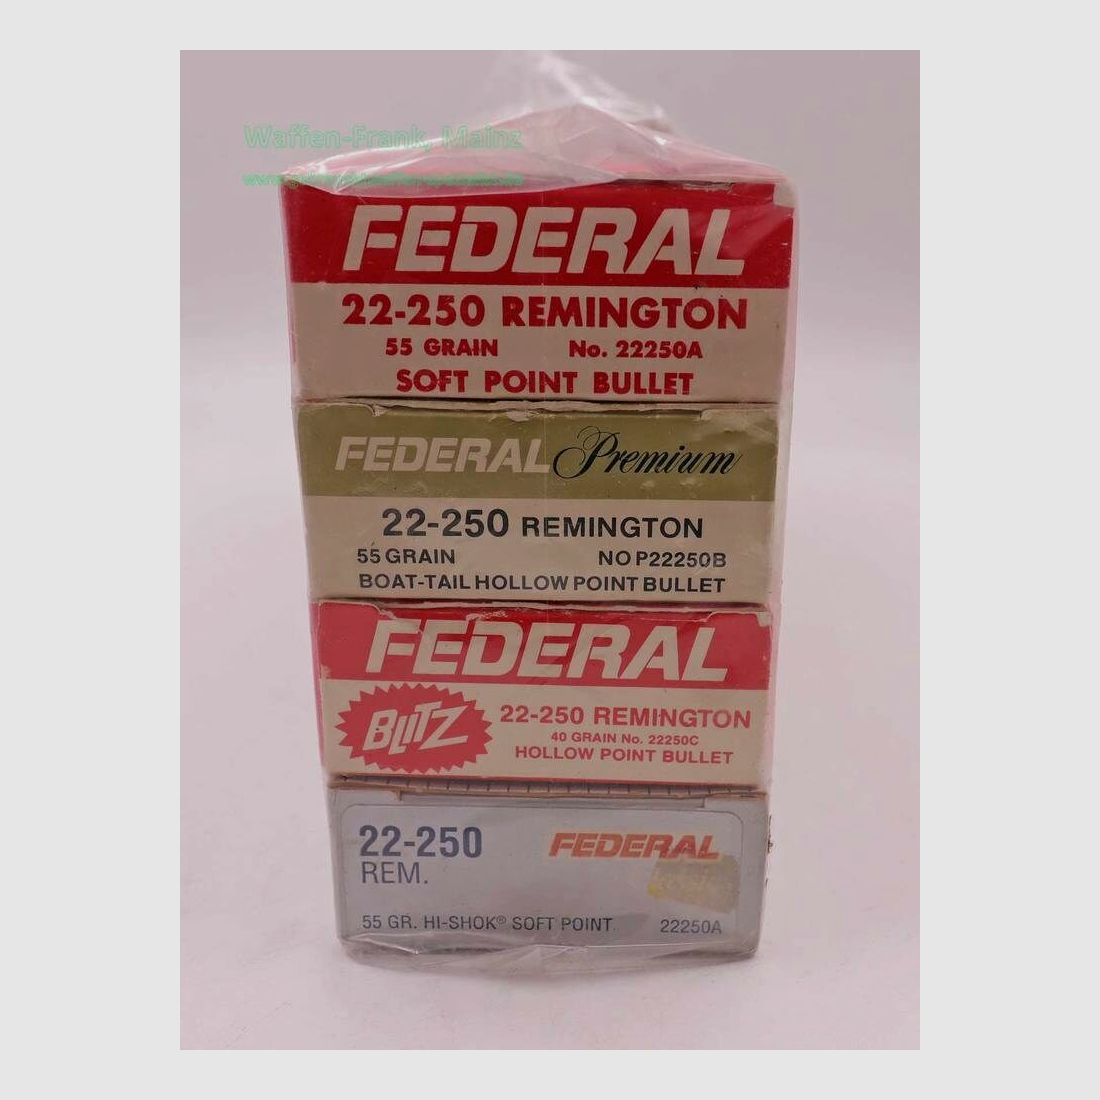 Waffen-Frank, Mainz
FEDERAL
22-250 REMINGTON
55 GRAIN No. 22250A
SOFT POINT BULLET
FEDERAL Premium
22-250 REMINGTON
55 GRAIN NO P22250B
BOAT-TAIL HOLLOW POINT BULLET
FEDERAL
BLITZ
22-250 REMINGTON
40 GRAIN No. 22250C
HOLLOW POINT BULLET
22-250 FEDERAL
REM.
55 GR. HI-SHOK® SOFT POINT 22250A